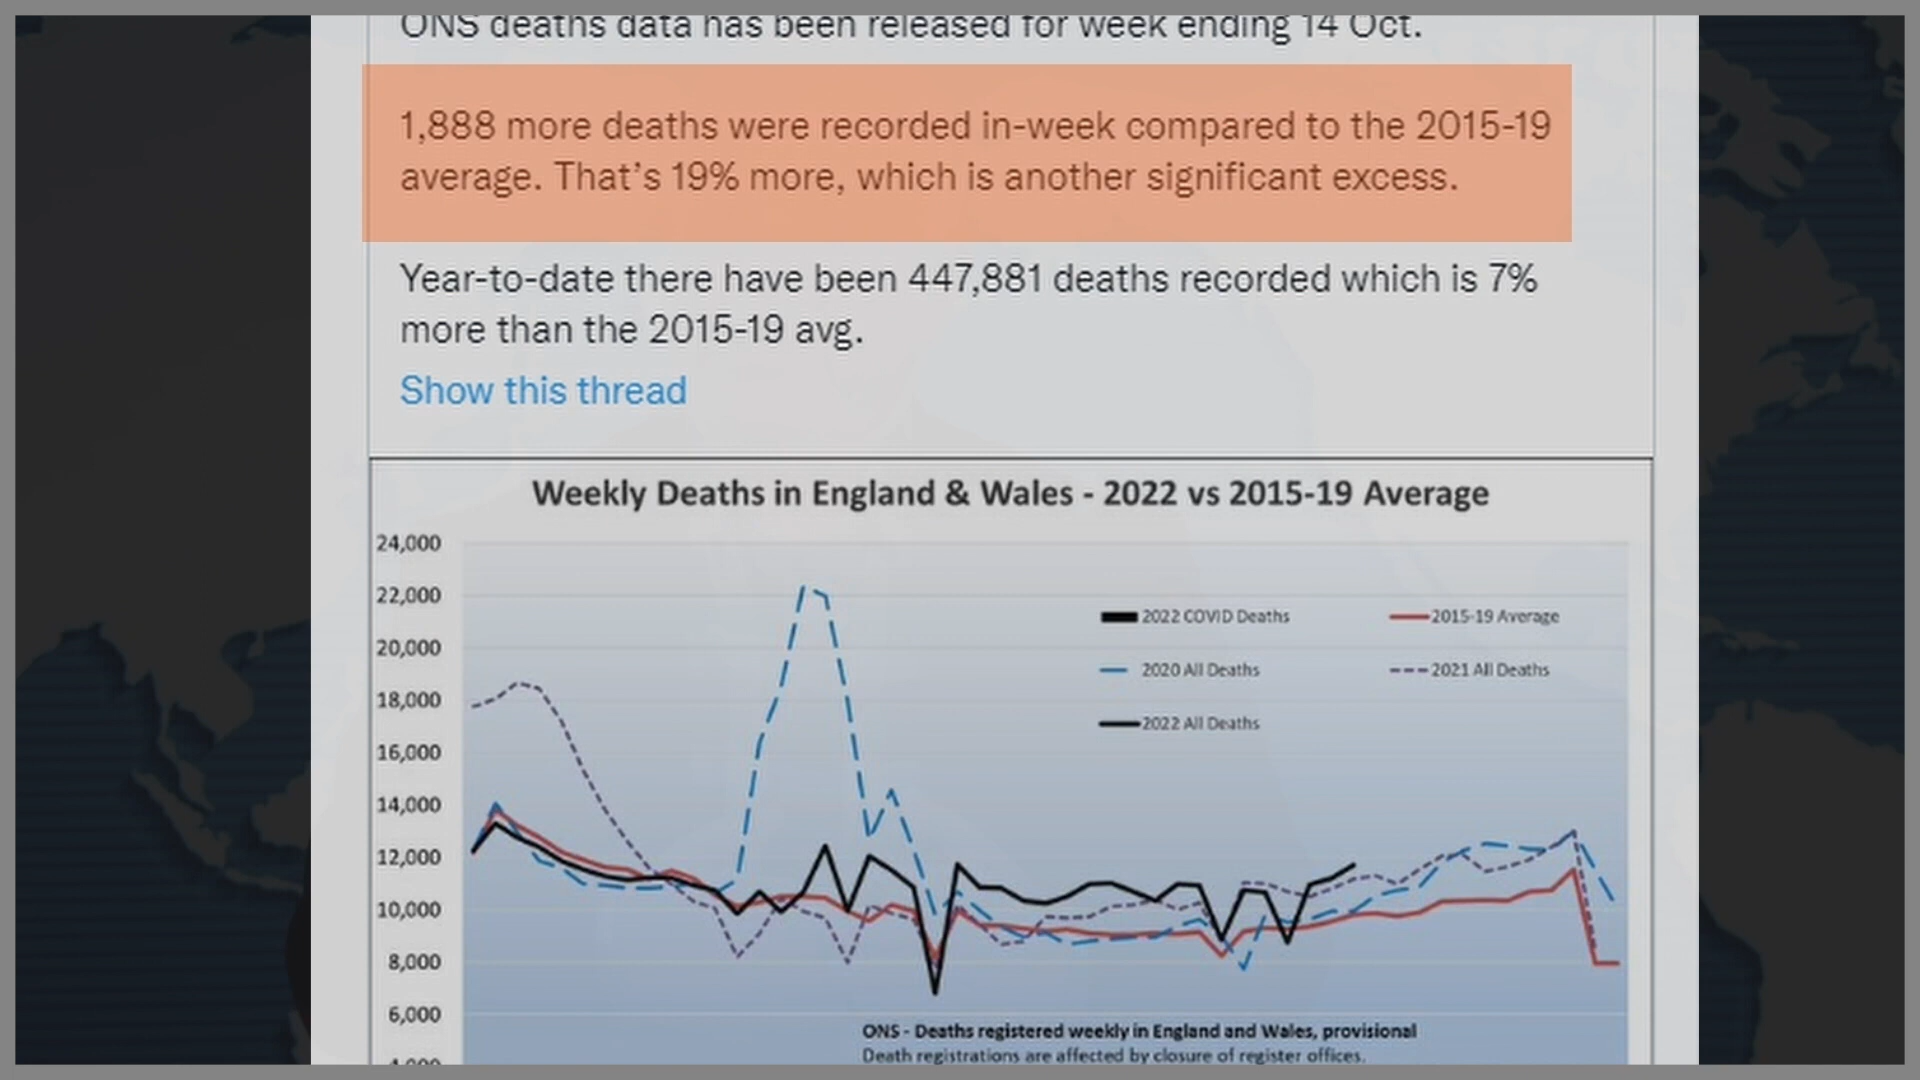 ONS deaths data has been released for week ending 14 Oct.
1,888 more deaths were recorded in-week compared to the 2015-19
average. That's 19% more, which is another significant excess.
Year-to-date there have been 447,881 deaths recorded which is 7%
more than the 2015-19 avg.
Show this thread
Weekly Deaths in England & Wales - 2022 vs 2015-19 Average
24,000
22,000
20,000
18,000
16,000
14,000
12,000
10,000
8,000
6,000
2022 COVID Deaths
2015-19 Average
2020 All Deaths
2021 All Deaths
2022 All Deaths
ONS - Deaths registered weekly in England and Wales, provisional
Death registrations are affected by closure of register offices.